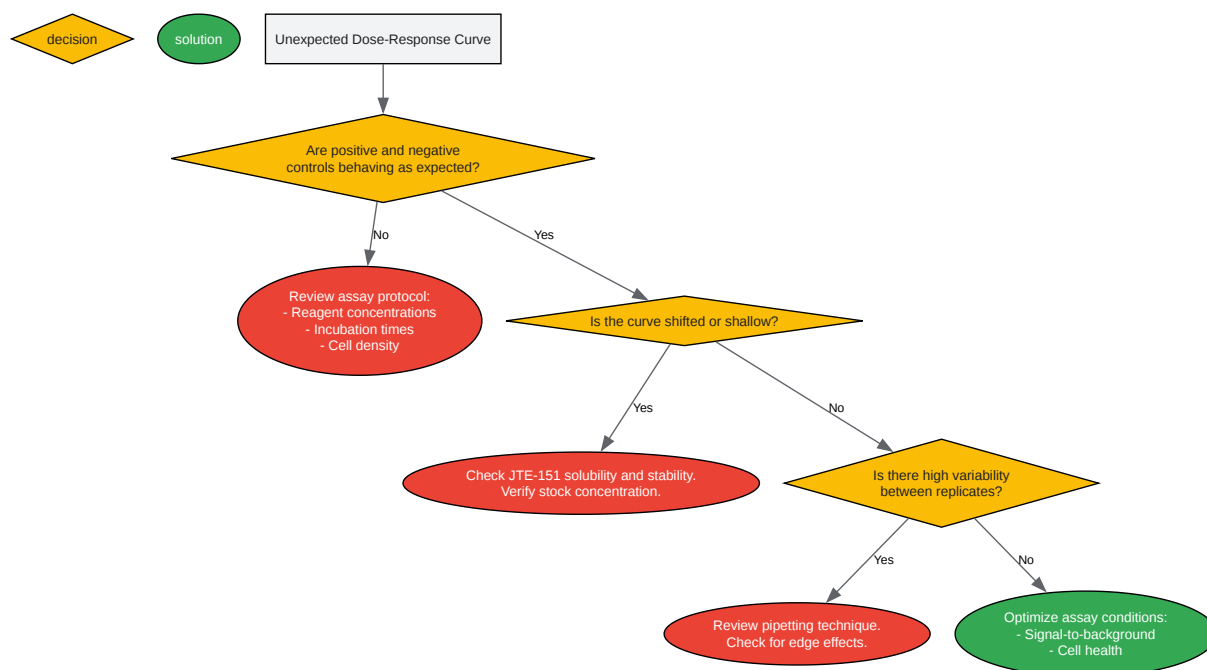 decision
solution
Unexpected Dose-Response Curve
Are positive and negative
controls behaving as expected?
No
Yes
Review assay protocol:
- Reagent concentrations
- Incubation times
- Cell density
Is the curve shifted or shallow?
Yes
No
Check JTE-151 solubility and stability.
Verify stock concentration.
Is there high variability
between replicates?
Yes
No
Review pipetting technique.
Check for edge effects.
Optimize assay conditions:
- Signal-to-background
- Cell health